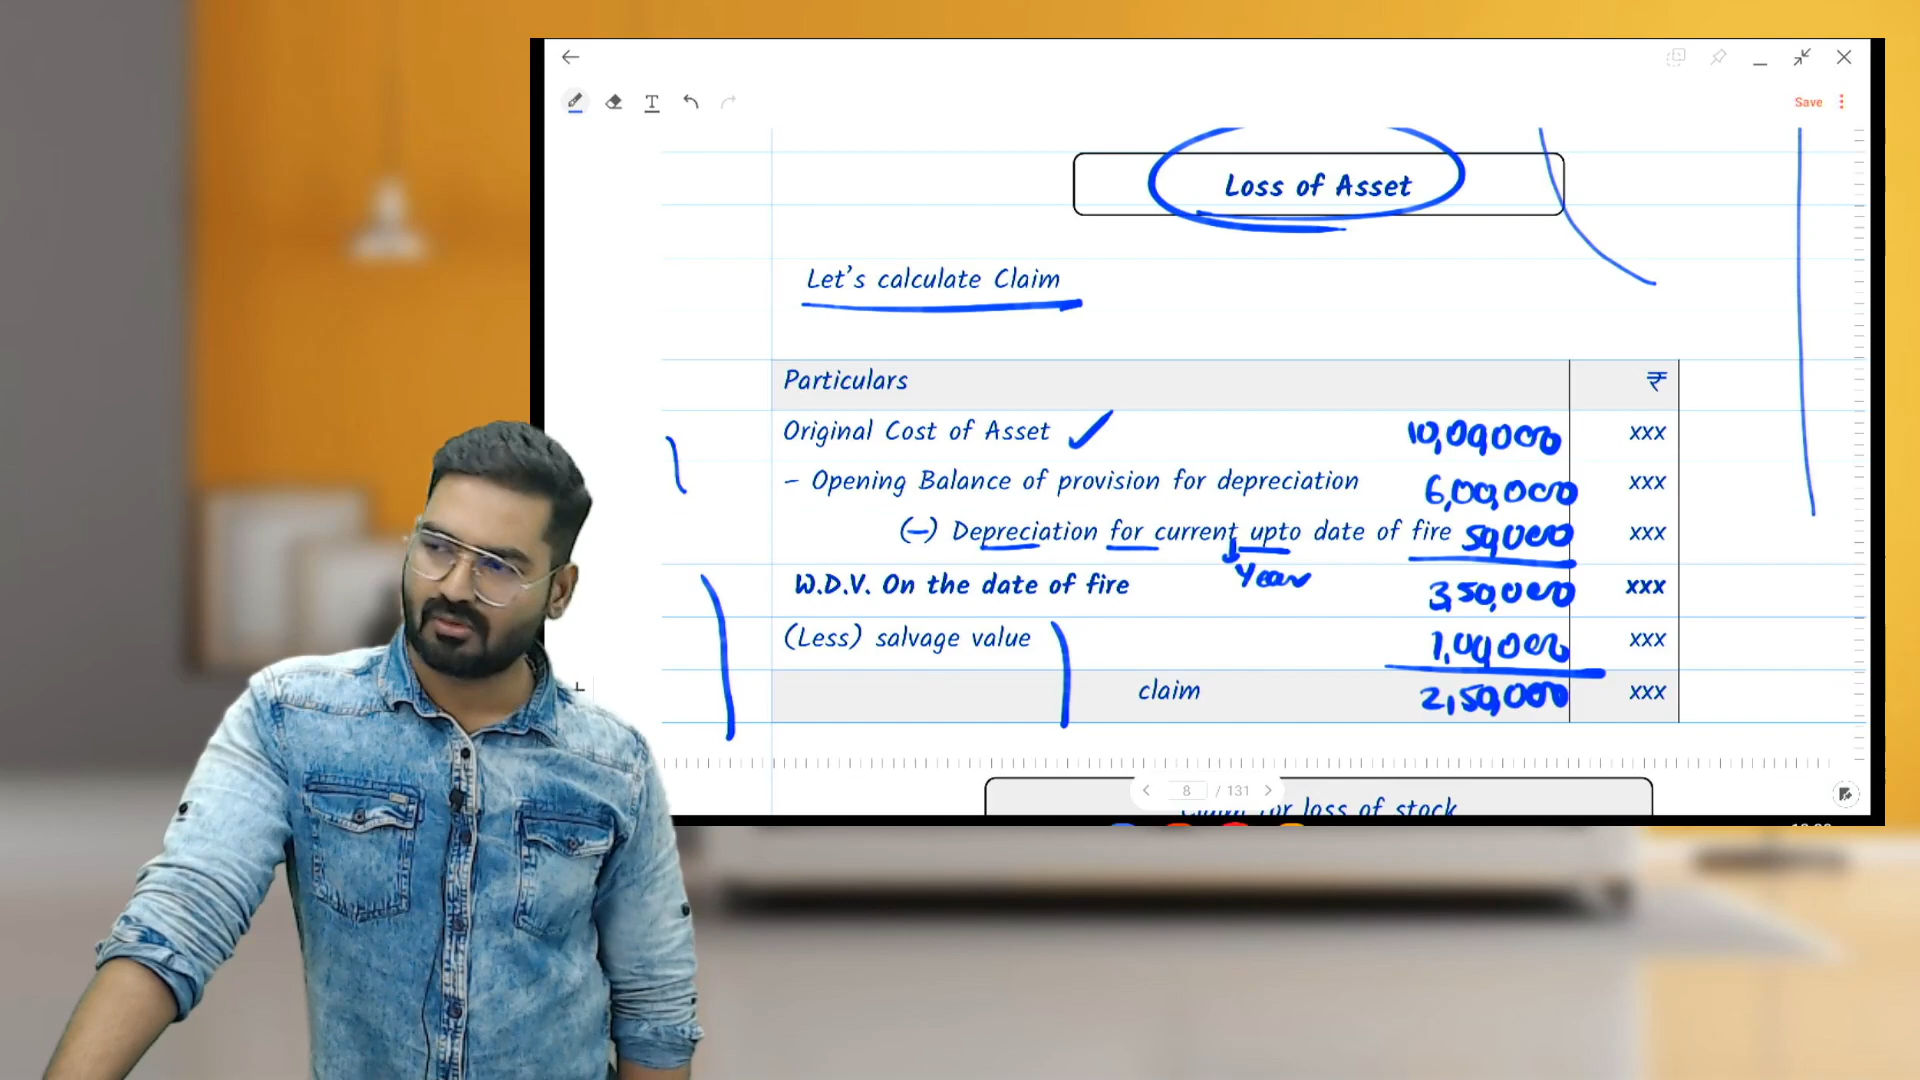 Save
Loss of Asset
Let's calculate Claim
Particulars ₹
Original Cost of Asset 10,00,000 xxx
- Opening Balance of provision for depreciation 6,00,000 xxx
(-) Depreciation for current upto date of fire 50,000 xxx
Year
W.D.V. On the date of fire 3,50,000 xxx
(Less) salvage value 1,00,000 xxx
claim 2,50,000 xxx
8 / 131
Claim for loss of stock